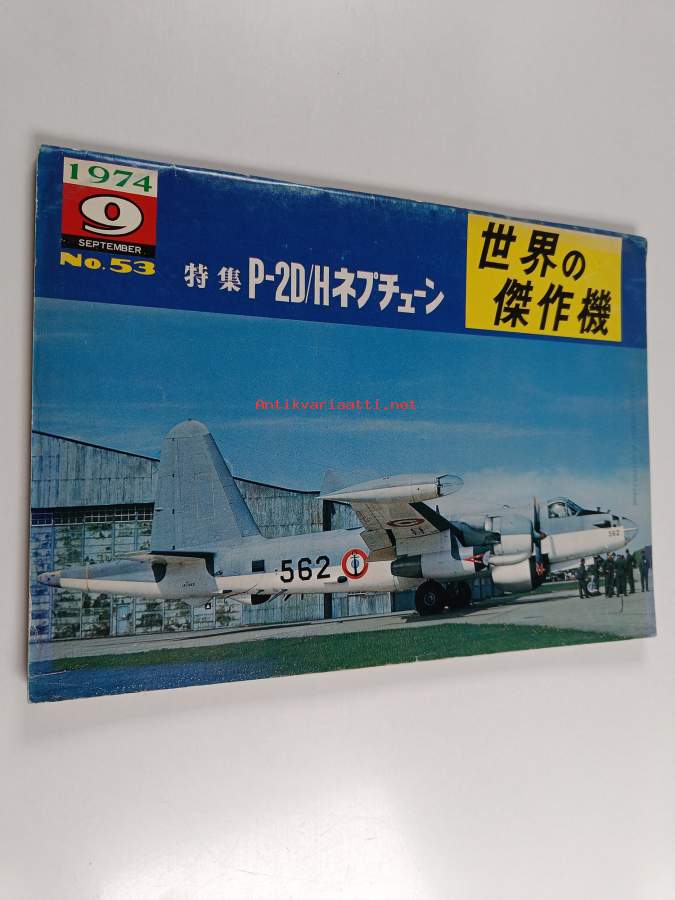 1974
9
SEPTEMBER
No.53
特集 P-2D/Hネプチューン
世界の
傑作機
Antikvariaatti.net
562
562